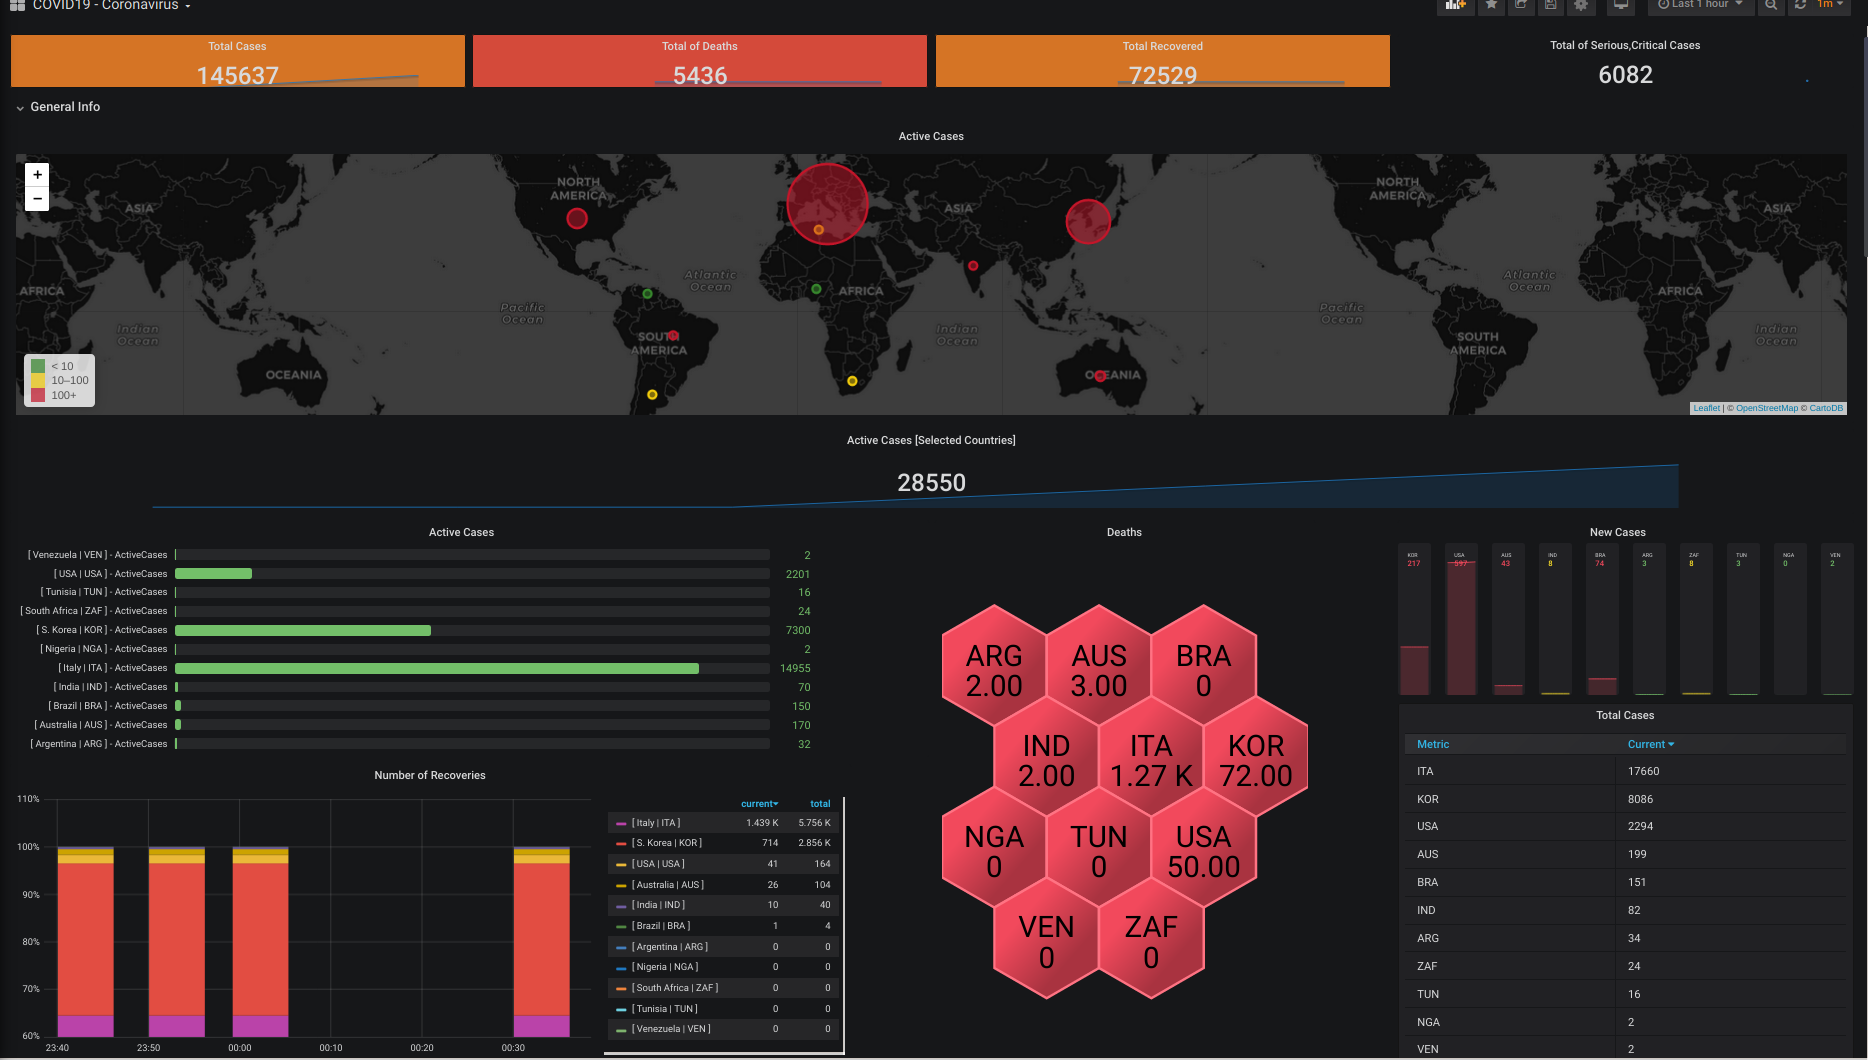 COVID19 - Coronavirus
Last 1 hour
1m
Total Cases
145637
Total of Deaths
5436
Total Recovered
72529
Total of Serious,Critical Cases
6082
General Info
Active Cases
+
−
NORTH AMERICA
NORTH AMERICA
ASIA
ASIA
ASIA
Atlantic Ocean
Atlantic Ocean
AFRICA
AFRICA
AFRICA
Pacific Ocean
Pacific Ocean
Indian Ocean
Indian Ocean
Indian Ocean
SOUTH AMERICA
SOUTH AMERICA
OCEANIA
OCEANIA
< 10
10–100
100+
Leaflet | © OpenStreetMap © CartoDB
Active Cases [Selected Countries]
28550
Active Cases
[ Venezuela | VEN ] - ActiveCases 2
[ USA | USA ] - ActiveCases 2201
[ Tunisia | TUN ] - ActiveCases 16
[ South Africa | ZAF ] - ActiveCases 24
[ S. Korea | KOR ] - ActiveCases 7300
[ Nigeria | NGA ] - ActiveCases 2
[ Italy | ITA ] - ActiveCases 14955
[ India | IND ] - ActiveCases 70
[ Brazil | BRA ] - ActiveCases 150
[ Australia | AUS ] - ActiveCases 170
[ Argentina | ARG ] - ActiveCases 32
Number of Recoveries
110%
100%
90%
80%
70%
60%
23:40 23:50 00:00 00:10 00:20 00:30
current total
[ Italy | ITA ] 1.439 K 5.756 K
[ S. Korea | KOR ] 714 2.856 K
[ USA | USA ] 41 164
[ Australia | AUS ] 26 104
[ India | IND ] 10 40
[ Brazil | BRA ] 1 4
[ Argentina | ARG ] 0 0
[ Nigeria | NGA ] 0 0
[ South Africa | ZAF ] 0 0
[ Tunisia | TUN ] 0 0
[ Venezuela | VEN ] 0 0
Deaths
ARG AUS BRA
2.00 3.00 0
IND ITA KOR
2.00 1.27 K 72.00
NGA TUN USA
0 0 50.00
VEN ZAF
0 0
New Cases
KOR USA AUS IND BRA ARG ZAF TUN NGA VEN
217 597 43 8 74 3 8 3 0 2
Total Cases
Metric Current
ITA 17660
KOR 8086
USA 2294
AUS 199
BRA 151
IND 82
ARG 34
ZAF 24
TUN 16
NGA 2
VEN 2